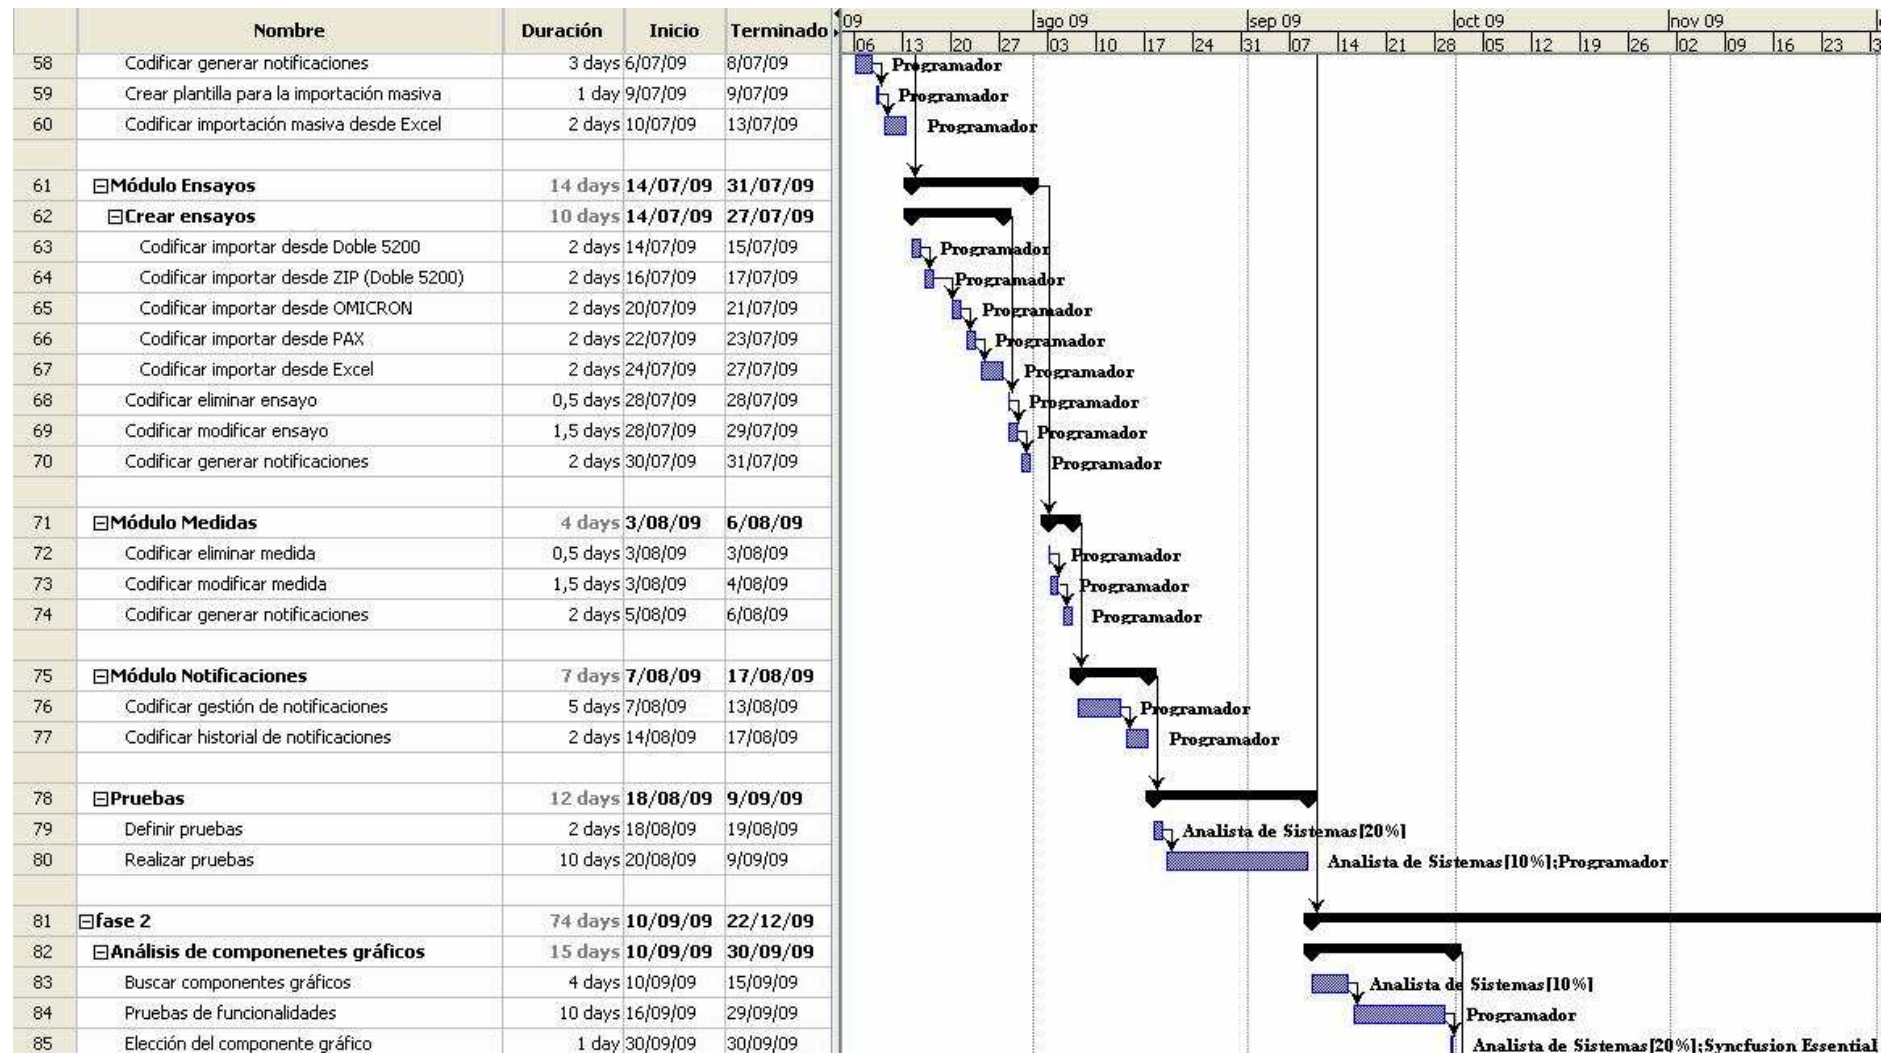 Nombre Duración Inicio Terminado 09 ago 09 sep 09 oct 09 nov 09
06 13 20 27 03 10 17 24 31 07 14 21 28 05 12 19 26 02 09 16 23
58 Codificar generar notificaciones 3 days 6/07/09 8/07/09 Programador
59 Crear plantilla para la importación masiva 1 day 9/07/09 9/07/09 Programador
60 Codificar importación masiva desde Excel 2 days 10/07/09 13/07/09 Programador
61 Módulo Ensayos 14 days 14/07/09 31/07/09
62 Crear ensayos 10 days 14/07/09 27/07/09
63 Codificar importar desde Doble 5200 2 days 14/07/09 15/07/09 Programador
64 Codificar importar desde ZIP (Doble 5200) 2 days 16/07/09 17/07/09 Programador
65 Codificar importar desde OMICRON 2 days 20/07/09 21/07/09 Programador
66 Codificar importar desde PAX 2 days 22/07/09 23/07/09 Programador
67 Codificar importar desde Excel 2 days 24/07/09 27/07/09 Programador
68 Codificar eliminar ensayo 0,5 days 28/07/09 28/07/09 Programador
69 Codificar modificar ensayo 1,5 days 28/07/09 29/07/09 Programador
70 Codificar generar notificaciones 2 days 30/07/09 31/07/09 Programador
71 Módulo Medidas 4 days 3/08/09 6/08/09
72 Codificar eliminar medida 0,5 days 3/08/09 3/08/09 Programador
73 Codificar modificar medida 1,5 days 3/08/09 4/08/09 Programador
74 Codificar generar notificaciones 2 days 5/08/09 6/08/09 Programador
75 Módulo Notificaciones 7 days 7/08/09 17/08/09
76 Codificar gestión de notificaciones 5 days 7/08/09 13/08/09 Programador
77 Codificar historial de notificaciones 2 days 14/08/09 17/08/09 Programador
78 Pruebas 12 days 18/08/09 9/09/09
79 Definir pruebas 2 days 18/08/09 19/08/09 Analista de Sistemas[20%]
80 Realizar pruebas 10 days 20/08/09 9/09/09 Analista de Sistemas[10%];Programador
81 fase 2 74 days 10/09/09 22/12/09
82 Análisis de componenetes gráficos 15 days 10/09/09 30/09/09
83 Buscar componentes gráficos 4 days 10/09/09 15/09/09 Analista de Sistemas[10%]
84 Pruebas de funcionalidades 10 days 16/09/09 29/09/09 Programador
85 Elección del componente gráfico 1 day 30/09/09 30/09/09 Analista de Sistemas[20%];Syncfusion Essential